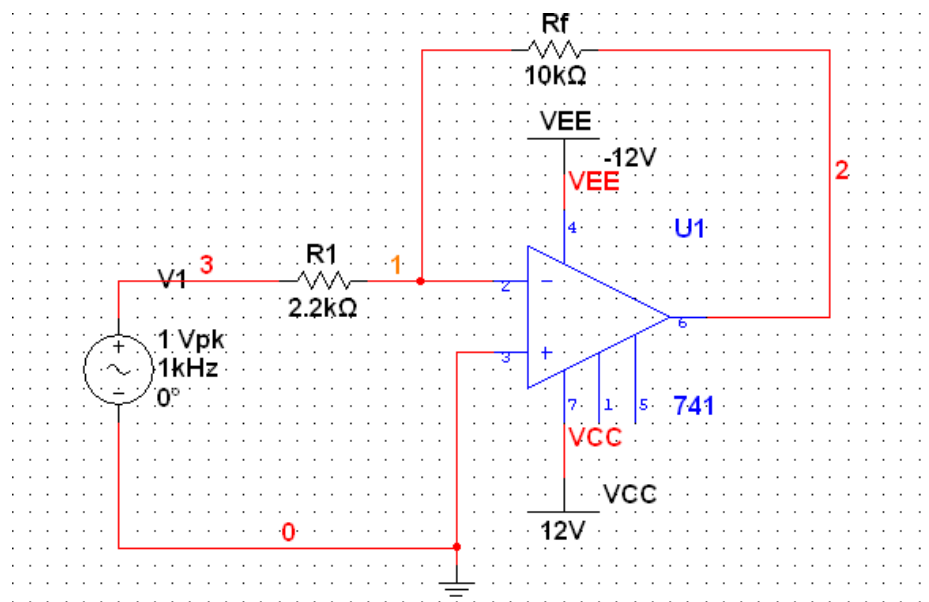 Rf
10kΩ
VEE
-12V
VEE
2
4
U1
R1
1
3
V1
2.2kΩ
2
−
6
1 Vpk
1kHz
0°
+
−
3
+
7
1
5
741
VCC
VCC
12V
0